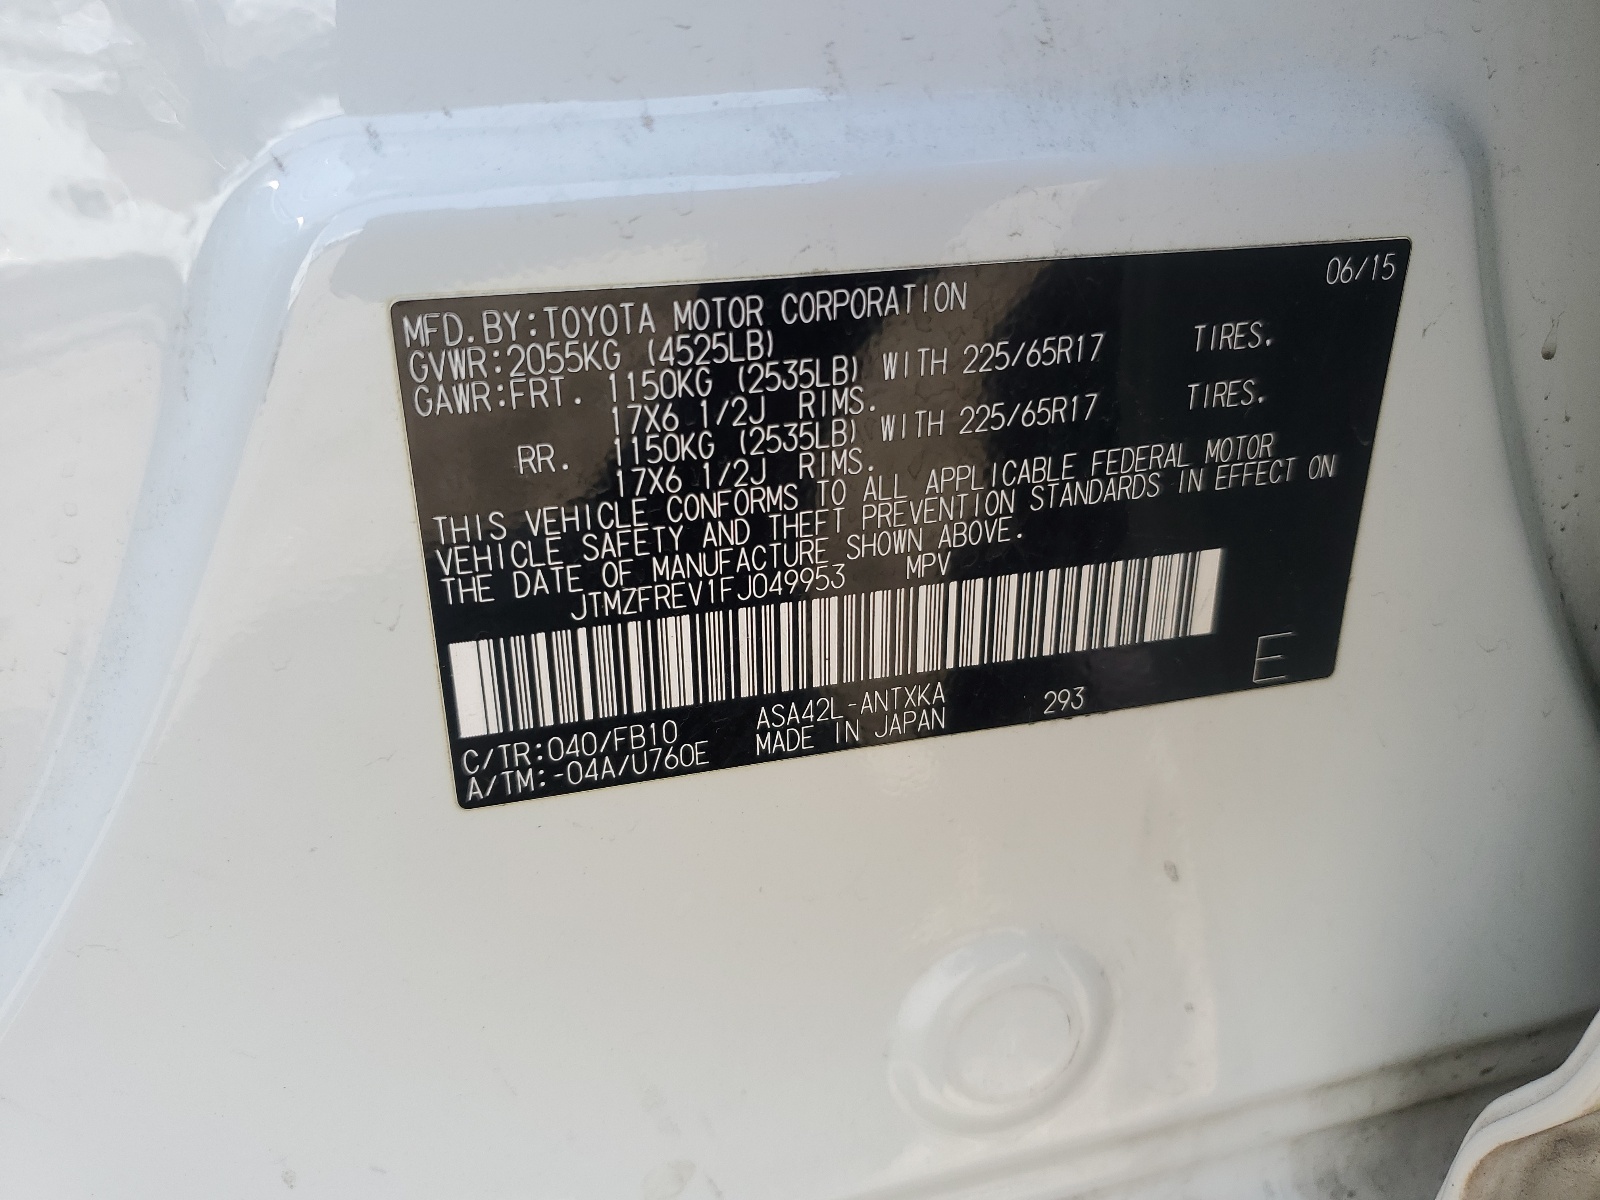 06/15
MFD.BY:TOYOTA MOTOR CORPORATION
GVWR:2055KG (4525LB)
GAWR:FRT. 1150KG (2535LB) WITH 225/65R17 TIRES.
17X6 1/2J RIMS.
RR. 1150KG (2535LB) WITH 225/65R17 TIRES.
17X6 1/2J RIMS.
THIS VEHICLE CONFORMS TO ALL APPLICABLE FEDERAL MOTOR
VEHICLE SAFETY AND THEFT PREVENTION STANDARDS IN EFFECT ON
THE DATE OF MANUFACTURE SHOWN ABOVE.
JTMZFREV1FJ049953 MPV
E
C/TR:040/FB10 ASA42L-ANTXKA 293
A/TM:-04A/U760E MADE IN JAPAN